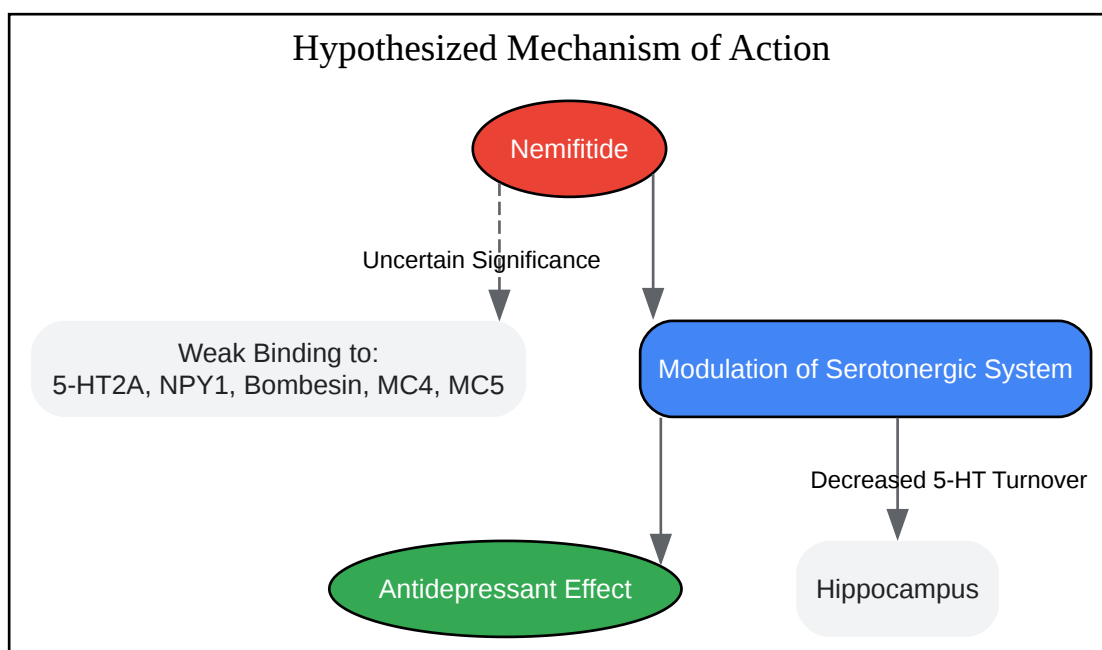 Hypothesized Mechanism of Action
Nemifitide
Uncertain Significance
Weak Binding to:
5-HT2A, NPY1, Bombesin, MC4, MC5
Modulation of Serotonergic System
Decreased 5-HT Turnover
Antidepressant Effect
Hippocampus